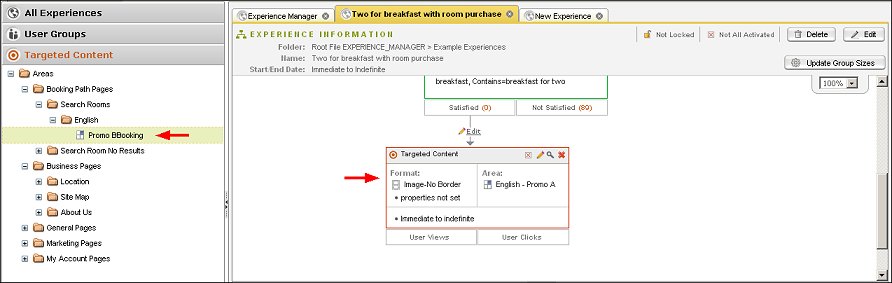 All Experiences
User Groups
Targeted Content
Areas
Booking Path Pages
Search Rooms
English
Promo BBooking
Search Room No Results
Business Pages
Location
Site Map
About Us
General Pages
Marketing Pages
My Account Pages
Experience Manager
Two for breakfast with room purchase
New Experience
EXPERIENCE INFORMATION
Not Locked
Not All Activated
Delete
Edit
Folder: Root File EXPERIENCE_MANAGER > Example Experiences
Name: Two for breakfast with room purchase
Start/End Date: Immediate to Indefinite
Update Group Sizes
100%
breakfast, Contains=breakfast for two
Satisfied (0)
Not Satisfied (89)
Edit
Targeted Content
Format:
Area:
Image-No Border
English - Promo A
• properties not set
• Immediate to indefinite
User Views
User Clicks